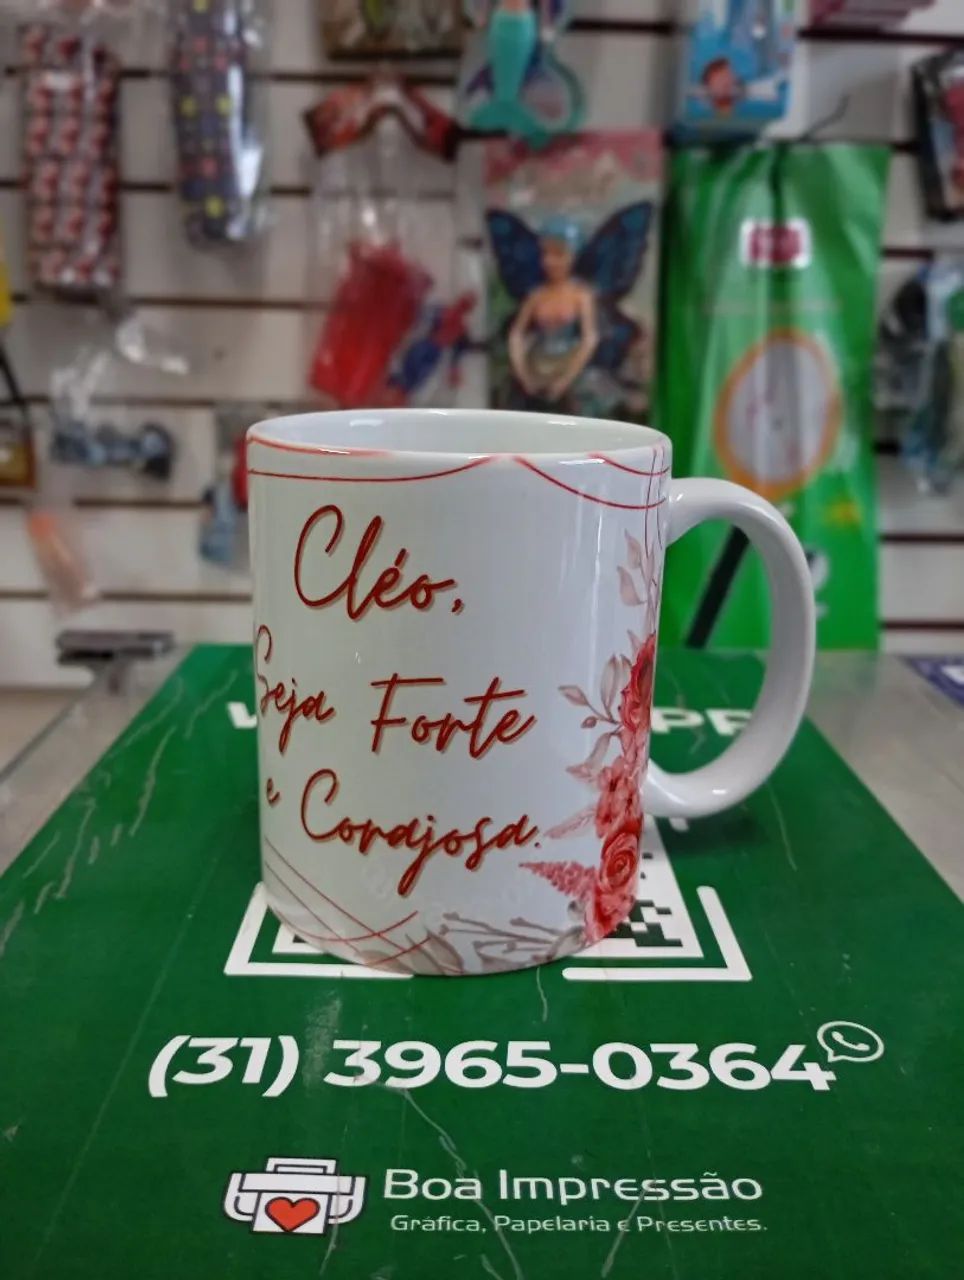 Cléo,
Seja Forte
e Corajosa.
(31) 3965-0364
Boa Impressão
Gráfica, Papelaria e Presentes.